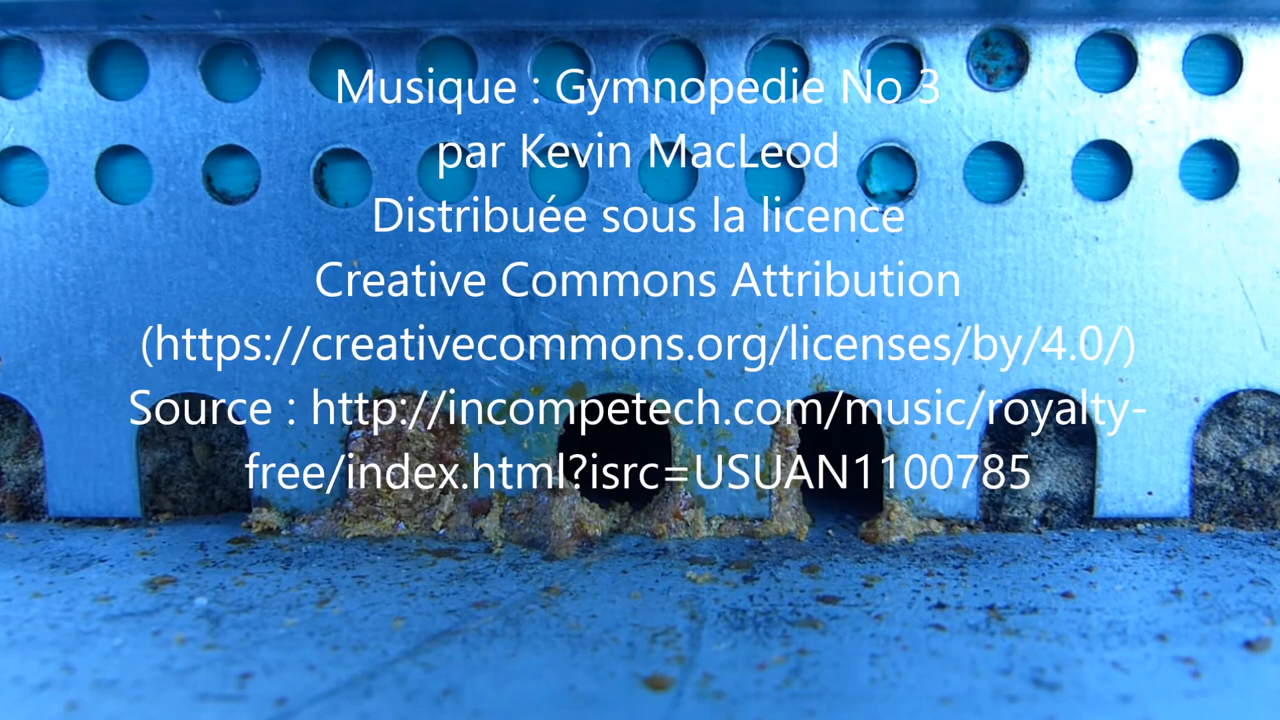 Musique : Gymnopedie No 3
par Kevin MacLeod
Distribuée sous la licence
Creative Commons Attribution
(https://creativecommons.org/licenses/by/4.0/)
Source : http://incompetech.com/music/royalty-
free/index.html?isrc=USUAN1100785